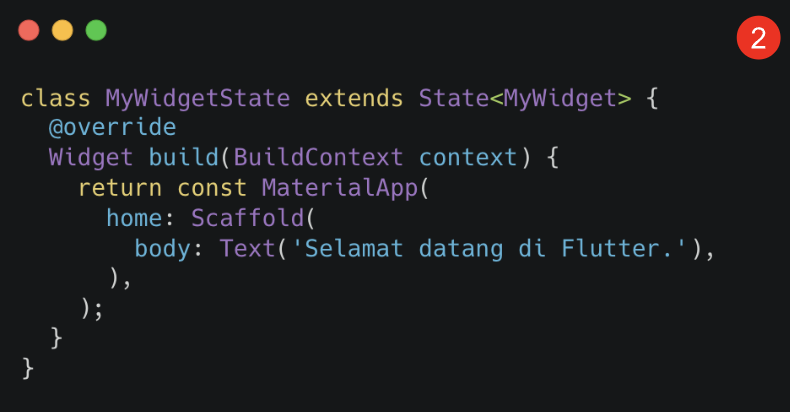 2
class MyWidgetState extends State<MyWidget> {
  @override
  Widget build(BuildContext context) {
    return const MaterialApp(
      home: Scaffold(
        body: Text('Selamat datang di Flutter.'),
      ),
    );
  }
}